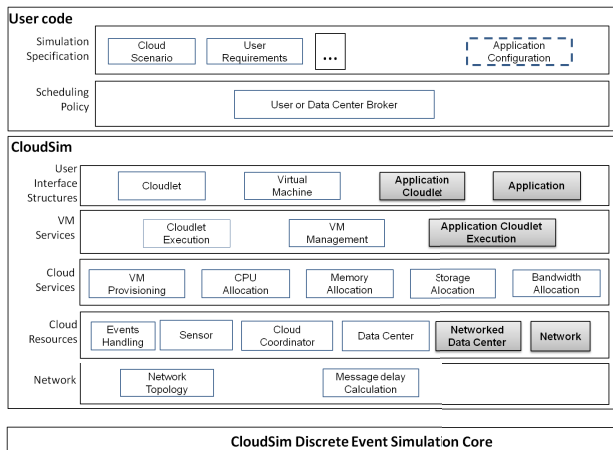 User code
Simulation
Specification
Cloud
Scenario
User
Requirements
...
Application
Configuration
Scheduling
Policy
User or Data Center Broker
CloudSim
User
Interface
Structures
Cloudlet
Virtual
Machine
Application
Cloudlet
Application
VM
Services
Cloudlet
Execution
VM
Management
Application Cloudlet
Execution
Cloud
Services
VM
Provisioning
CPU
Allocation
Memory
Allocation
Storage
Alocation
Bandwidth
Allocation
Cloud
Resources
Events
Handling
Sensor
Cloud
Coordinator
Data Center
Networked
Data Center
Network
Network
Network
Topology
Message delay
Calculation
CloudSim Discrete Event Simulation Core